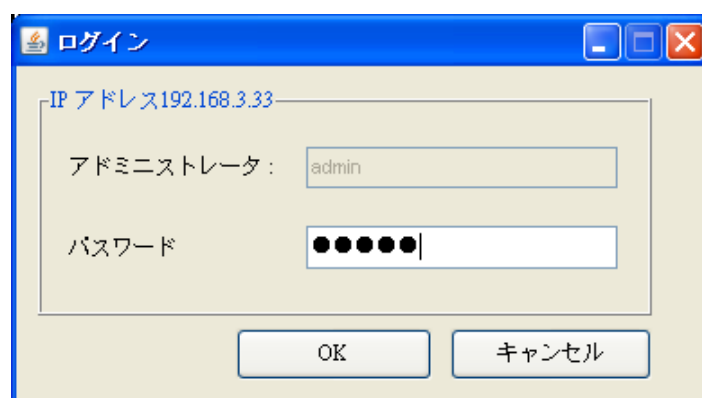 ログイン
IP アドレス192.168.3.33
アドミニストレータ : admin
パスワード ●●●●●
OK キャンセル